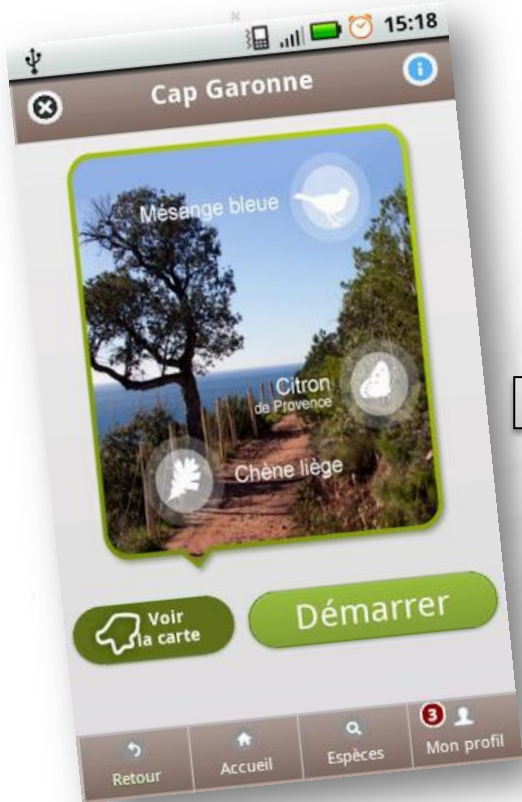 15:18
Cap Garonne
Mésange bleue
Citron
de Provence
Chène liège
Voir
la carte
Démarrer
3
Retour
Accueil
Espèces
Mon profil